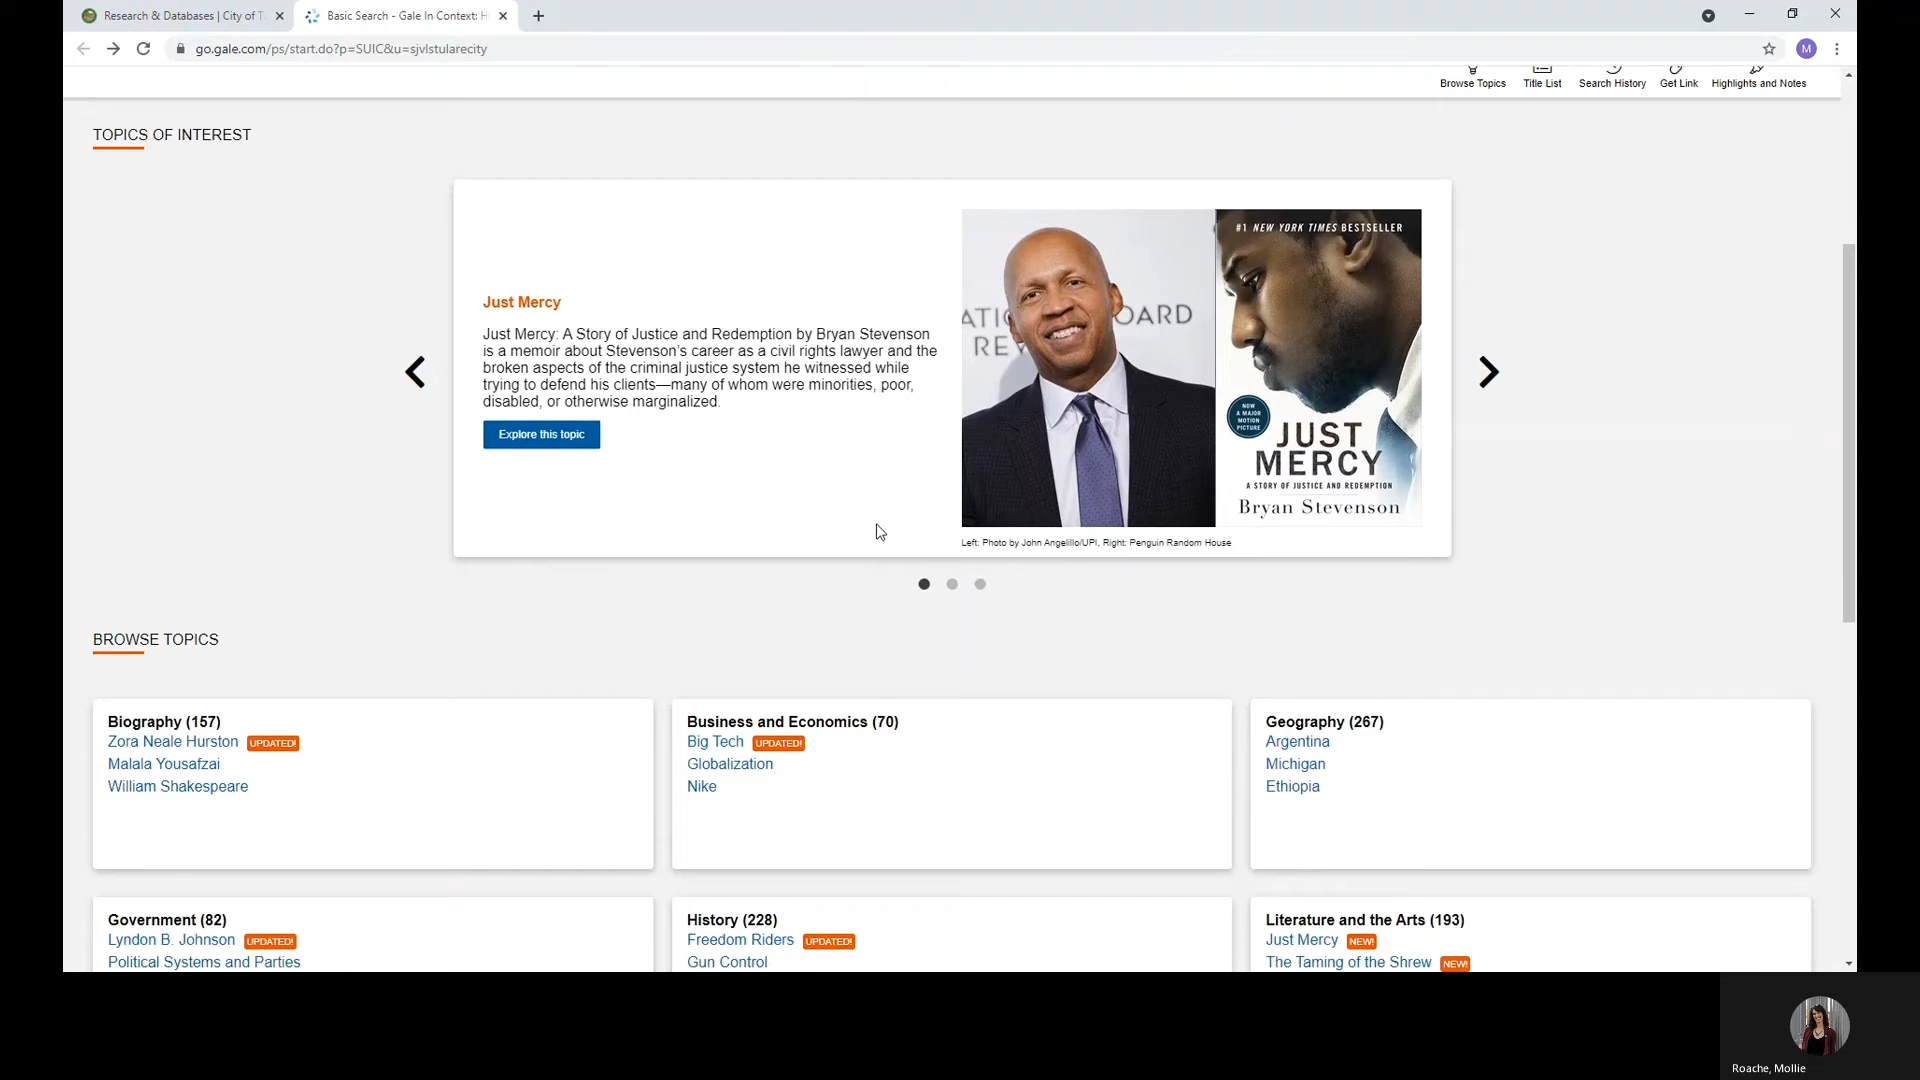 Research & Databases | City of T
Basic Search - Gale In Context: H
go.gale.com/ps/start.do?p=SUIC&u=sjvlstularecity
M
Browse Topics
Title List
Search History
Get Link
Highlights and Notes
TOPICS OF INTEREST
Just Mercy
Just Mercy: A Story of Justice and Redemption by Bryan Stevenson
is a memoir about Stevenson's career as a civil rights lawyer and the
broken aspects of the criminal justice system he witnessed while
trying to defend his clients—many of whom were minorities, poor,
disabled, or otherwise marginalized.
Explore this topic
OARD
REV
#1 NEW YORK TIMES BESTSELLER
NOW
A MAJOR
MOTION
PICTURE
JUST
MERCY
A STORY OF JUSTICE AND REDEMPTION
Bryan Stevenson
Left: Photo by John Angelillo/UPI, Right: Penguin Random House
BROWSE TOPICS
Biography (157)
Zora Neale Hurston UPDATED!
Malala Yousafzai
William Shakespeare
Business and Economics (70)
Big Tech UPDATED!
Globalization
Nike
Geography (267)
Argentina
Michigan
Ethiopia
Government (82)
Lyndon B. Johnson UPDATED!
Political Systems and Parties
History (228)
Freedom Riders UPDATED!
Gun Control
Literature and the Arts (193)
Just Mercy NEW!
The Taming of the Shrew NEW!
Roache, Mollie